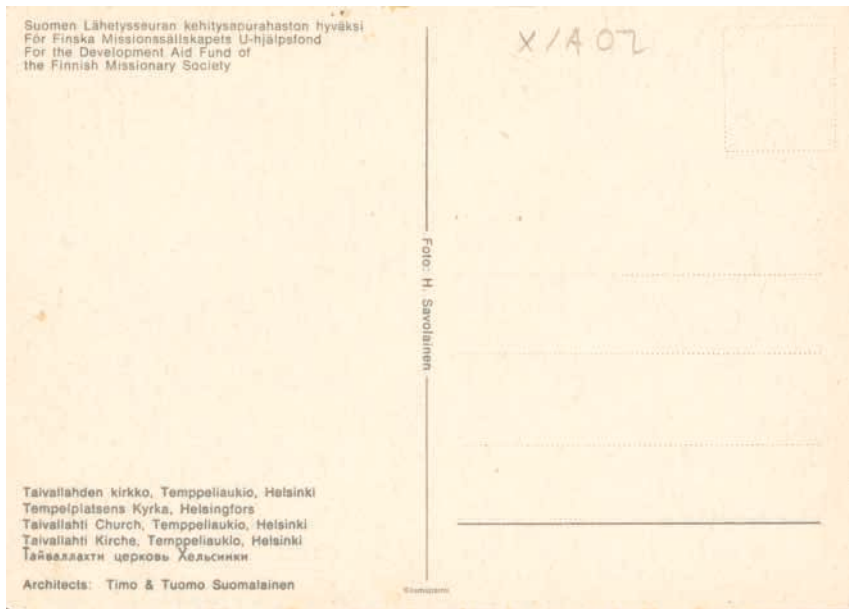 Suomen Lähetysseuran kehitysapurahaston hyväksi
För Finska Missionssällskapets U-hjälpsfond
For the Development Aid Fund of
the Finnish Missionary Society
X/A 02
Foto: H. Savolainen
Taivallahden kirkko, Temppeliaukio, Helsinki
Tempelplatsens Kyrka, Helsingfors
Taivallahti Church, Temppeliaukio, Helsinki
Taivallahti Kirche, Temppeliaukio, Helsinki
Тайваллахти церковь Хельсинки
Architects: Timo & Tuomo Suomalainen